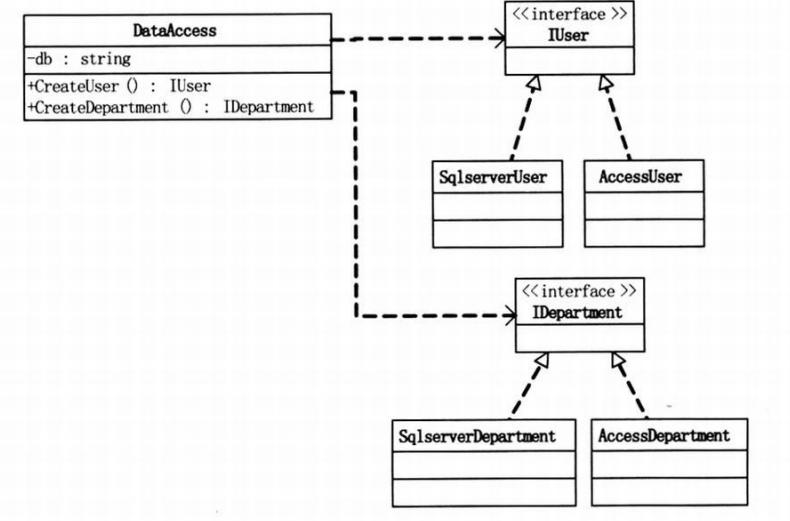 DataAccess
-db : string
+CreateUser () : IUser
+CreateDepartment () : IDepartment
<<interface >>
IUser
SqlserverUser
AccessUser
<<interface >>
IDepartment
SqlserverDepartment
AccessDepartment